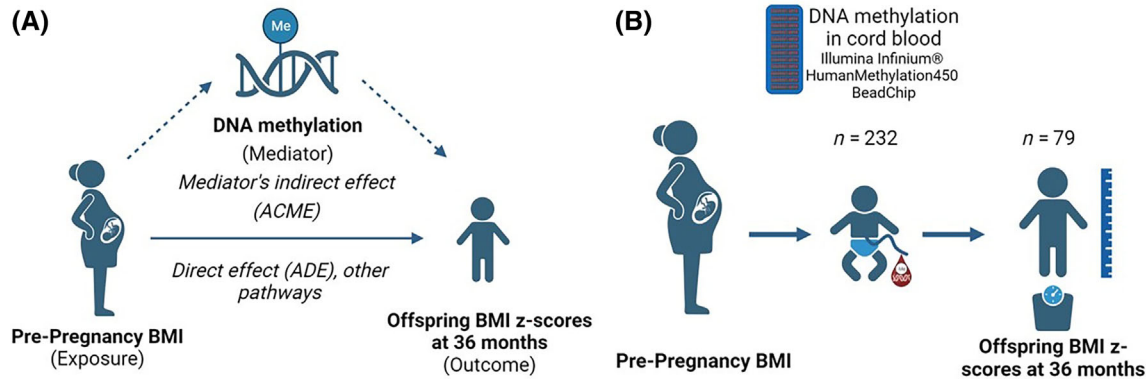 (A)
Me
DNA methylation
(Mediator)
Mediator's indirect effect
(ACME)
Direct effect (ADE), other
pathways
Pre-Pregnancy BMI
(Exposure)
Offspring BMI z-scores
at 36 months
(Outcome)
(B)
DNA methylation
in cord blood
Illumina Infinium®
HumanMethylation450
BeadChip
n = 232
n = 79
Pre-Pregnancy BMI
Offspring BMI z-
scores at 36 months